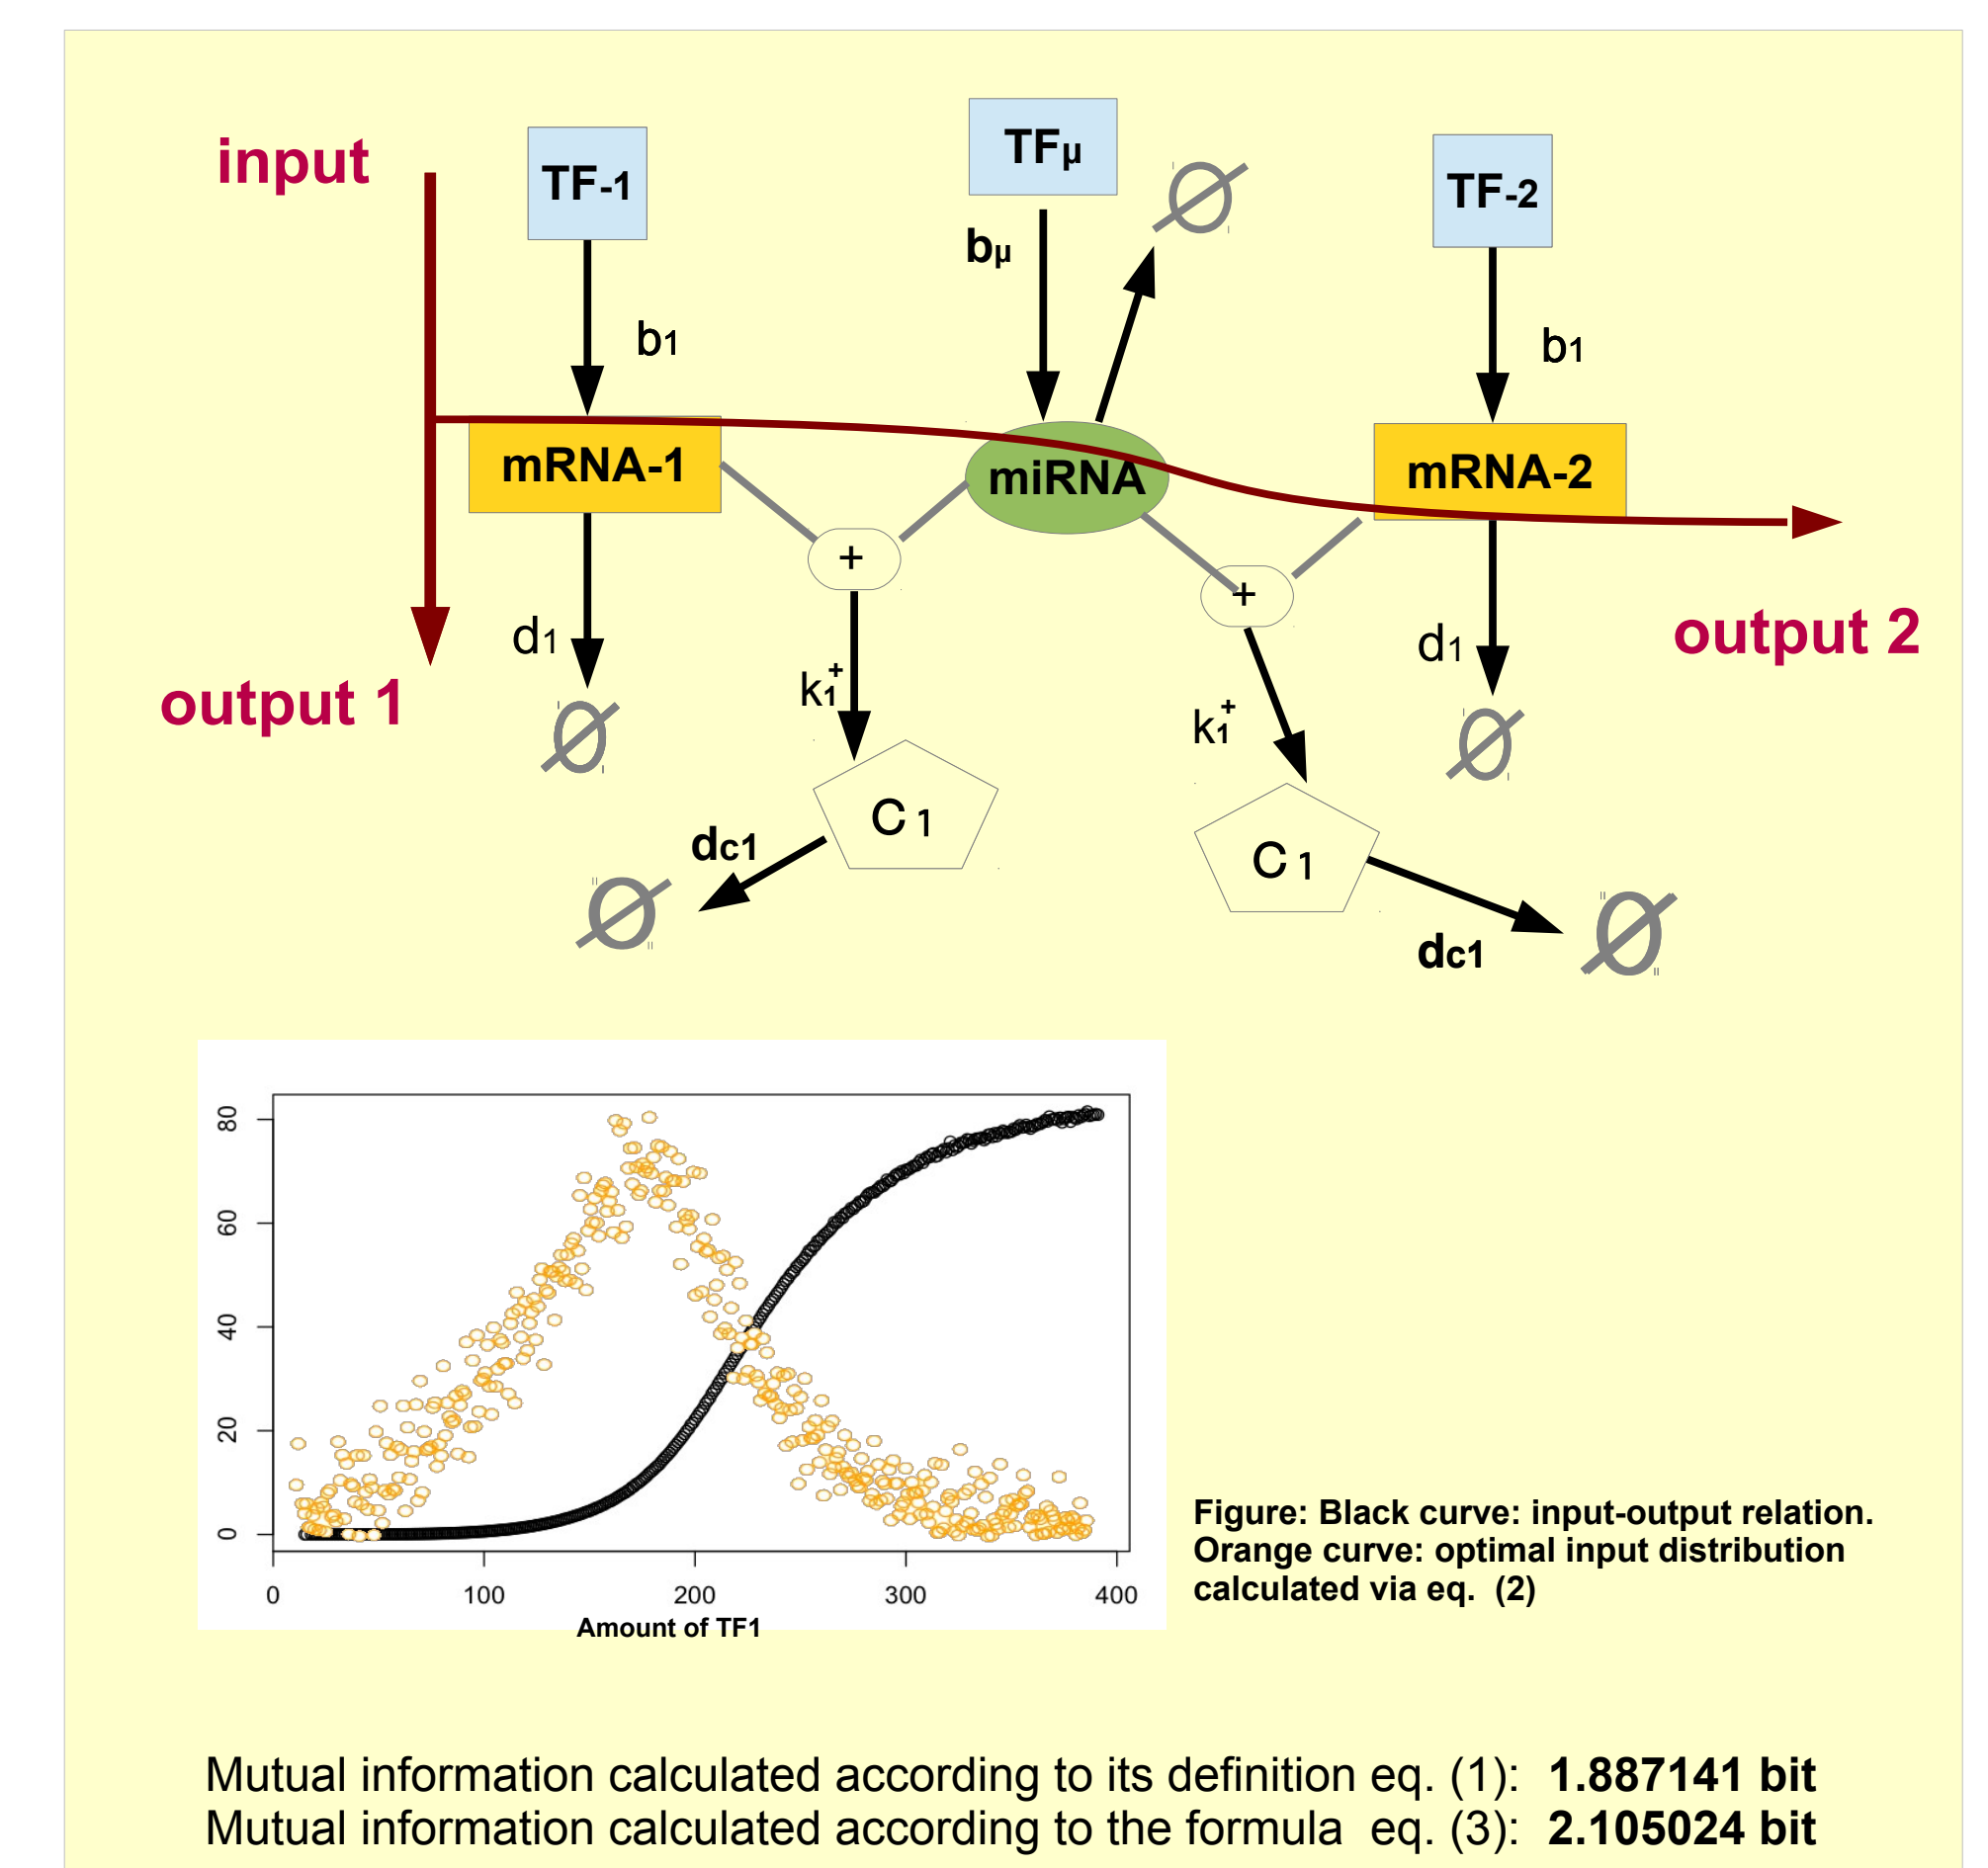 input
TF-1
TFµ
Ø
TF-2
bµ
b1
b1
mRNA-1
miRNA
mRNA-2
+
+
d1
d1
output 2
output 1
k1+
k1+
Ø
Ø
C 1
C 1
dc1
dc1
Ø
Ø
80
60
40
20
0
0 100 200 300 400
Amount of TF1
Figure: Black curve: input-output relation.
Orange curve: optimal input distribution
calculated via eq. (2)
Mutual information calculated according to its definition eq. (1): 1.887141 bit
Mutual information calculated according to the formula eq. (3): 2.105024 bit